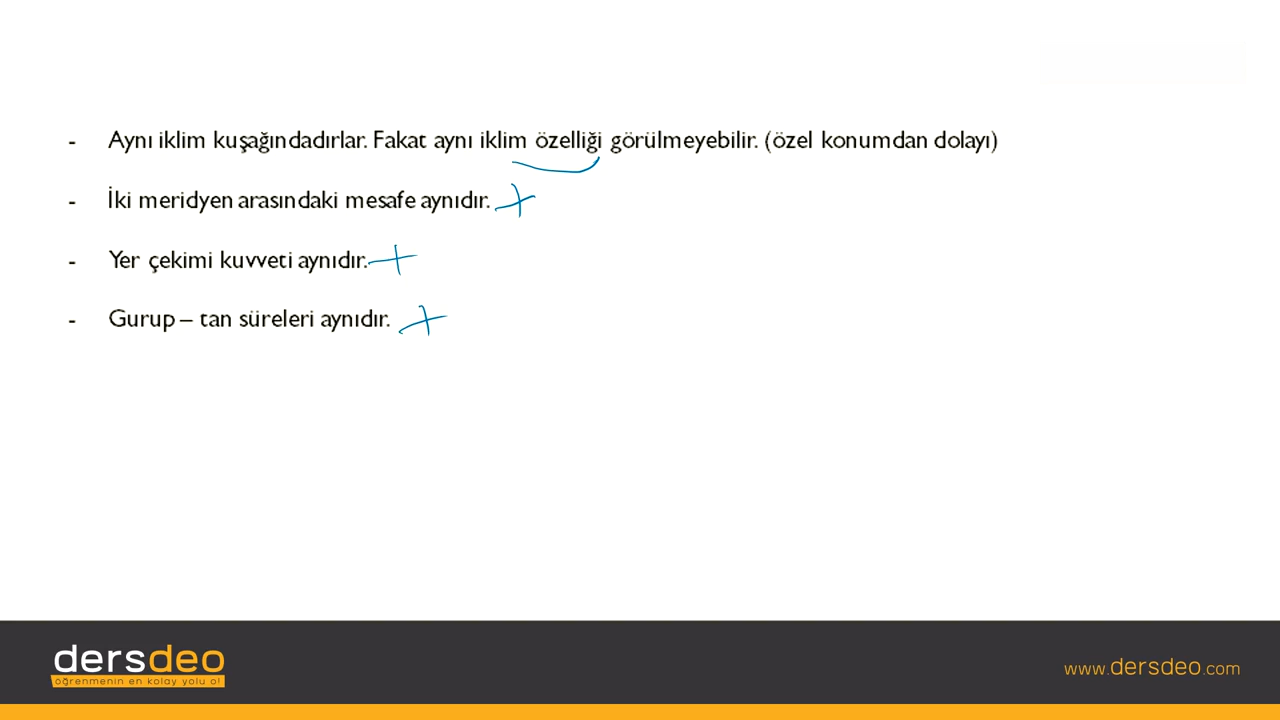 - Aynı iklim kuşağındadırlar. Fakat aynı iklim özelliği görülmeyebilir. (özel konumdan dolayı)
- İki meridyen arasındaki mesafe aynıdır. +
- Yer çekimi kuvveti aynıdır. +
- Gurup – tan süreleri aynıdır. +
dersdeo
öğrenmenin en kolay yolu o!
www.dersdeo.com